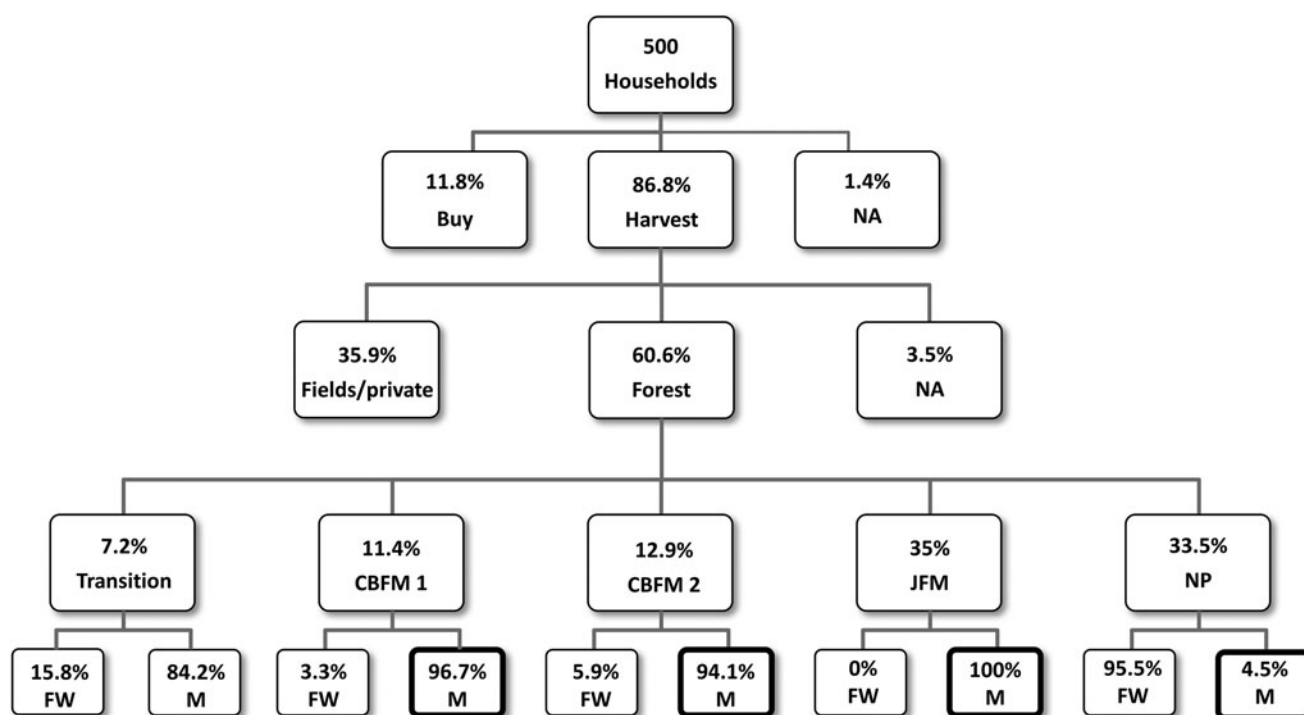 500
Households
11.8%
Buy
86.8%
Harvest
1.4%
NA
35.9%
Fields/private
60.6%
Forest
3.5%
NA
7.2%
Transition
11.4%
CBFM 1
12.9%
CBFM 2
35%
JFM
33.5%
NP
15.8%
FW
84.2%
M
3.3%
FW
96.7%
M
5.9%
FW
94.1%
M
0%
FW
100%
M
95.5%
FW
4.5%
M